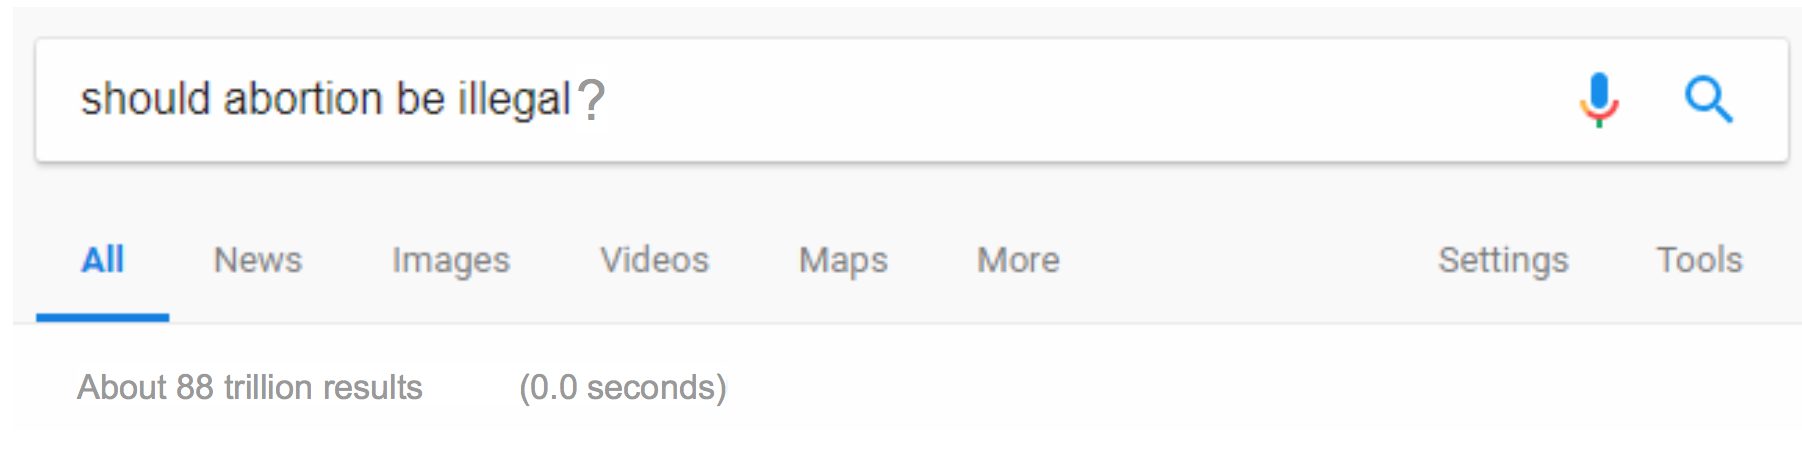 should abortion be illegal?
All News Images Videos Maps More Settings Tools
About 88 trillion results (0.0 seconds)